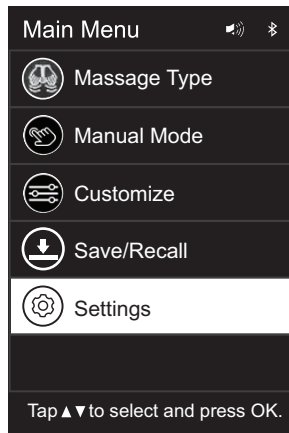 Main Menu
Massage Type
Manual Mode
Customize
Save/Recall
Settings
Tap ▲▼ to select and press OK.